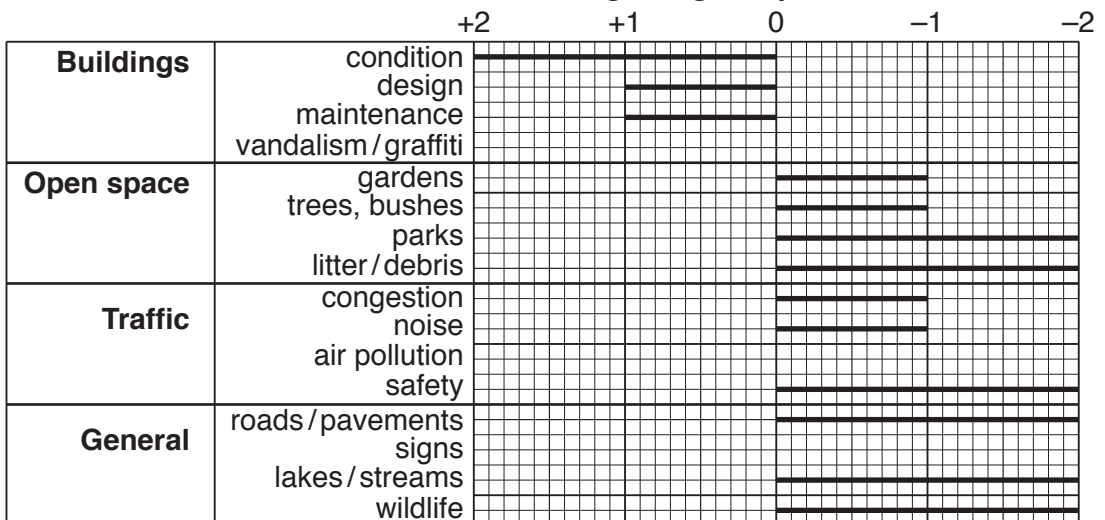 +2 +1 0 –1 –2
Buildings condition
design
maintenance
vandalism / graffiti
Open space gardens
trees, bushes
parks
litter / debris
congestion
Traffic noise
air pollution
safety
roads / pavements
General signs
lakes / streams
wildlife